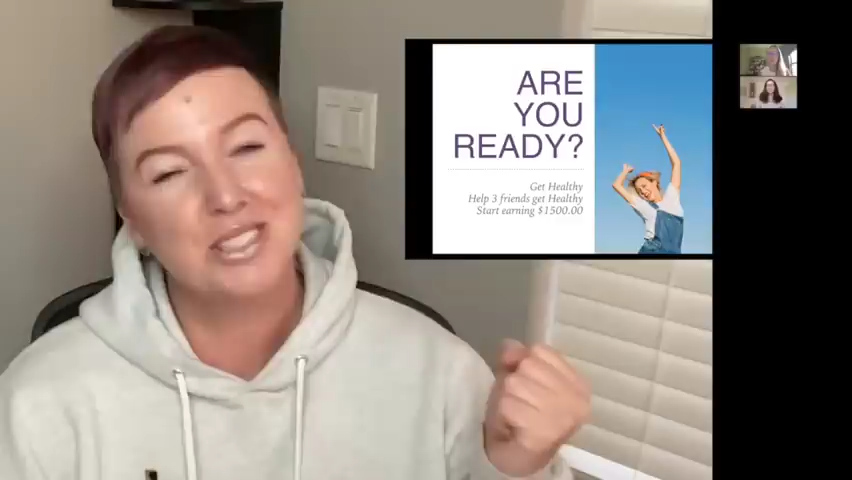 ARE
YOU
READY?
Get Healthy
Help 3 friends get Healthy
Start earning $1500.00